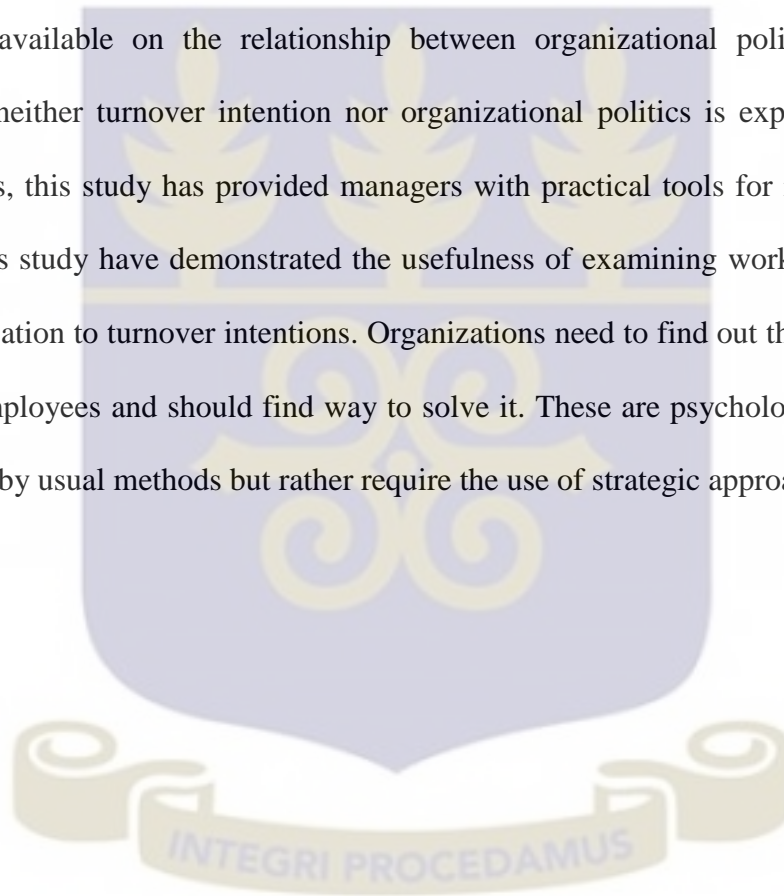 available on the relationship between organizational poli
neither turnover intention nor organizational politics is exp
s, this study has provided managers with practical tools for
s study have demonstrated the usefulness of examining work
ation to turnover intentions. Organizations need to find out th
ployees and should find way to solve it. These are psycholo
by usual methods but rather require the use of strategic approa
INTEGRI PROCEDAMUS